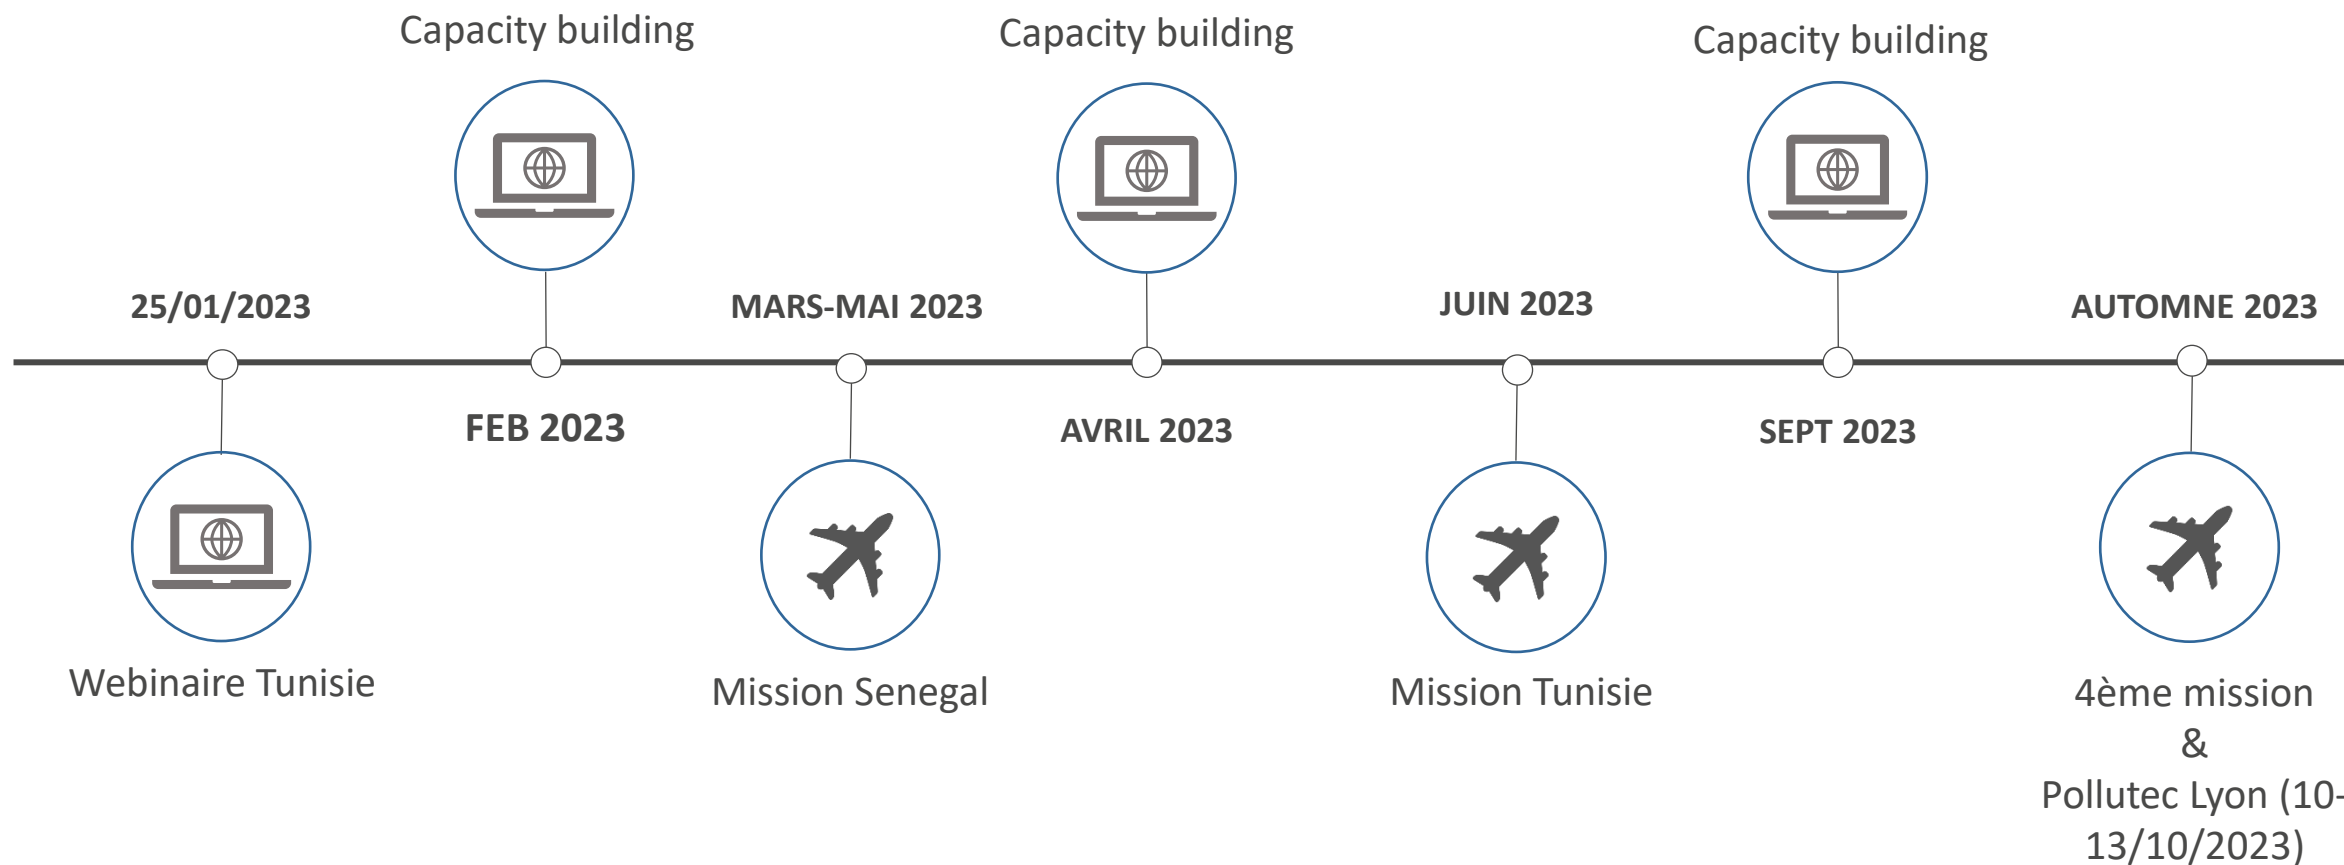 Capacity building
Capacity building
Capacity building
25/01/2023
MARS-MAI 2023
JUIN 2023
AUTOMNE 2023
FEB 2023
AVRIL 2023
SEPT 2023
Webinaire Tunisie
Mission Senegal
Mission Tunisie
4ème mission
&
Pollutec Lyon (10-
13/10/2023)